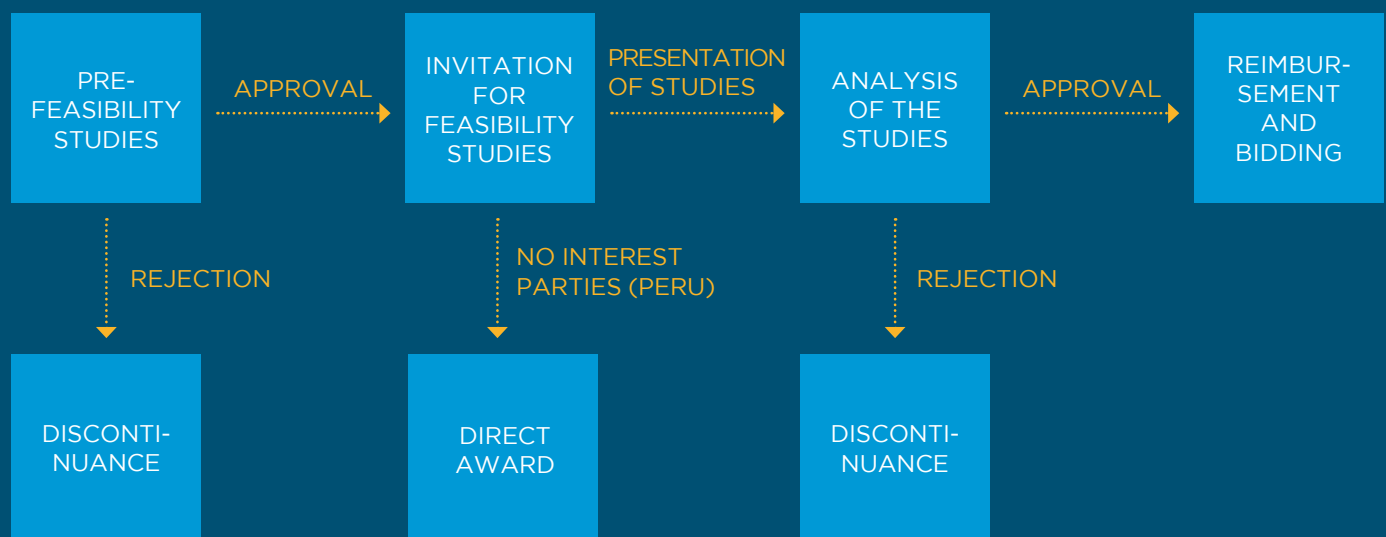 PRE-
FEASIBILITY
STUDIES
APPROVAL
INVITATION
FOR
FEASIBILITY
STUDIES
PRESENTATION
OF STUDIES
ANALYSIS
OF THE
STUDIES
APPROVAL
REIMBUR-
SEMENT
AND
BIDDING
REJECTION
NO INTEREST
PARTIES (PERU)
REJECTION
DISCONTI-
NUANCE
DIRECT
AWARD
DISCONTI-
NUANCE